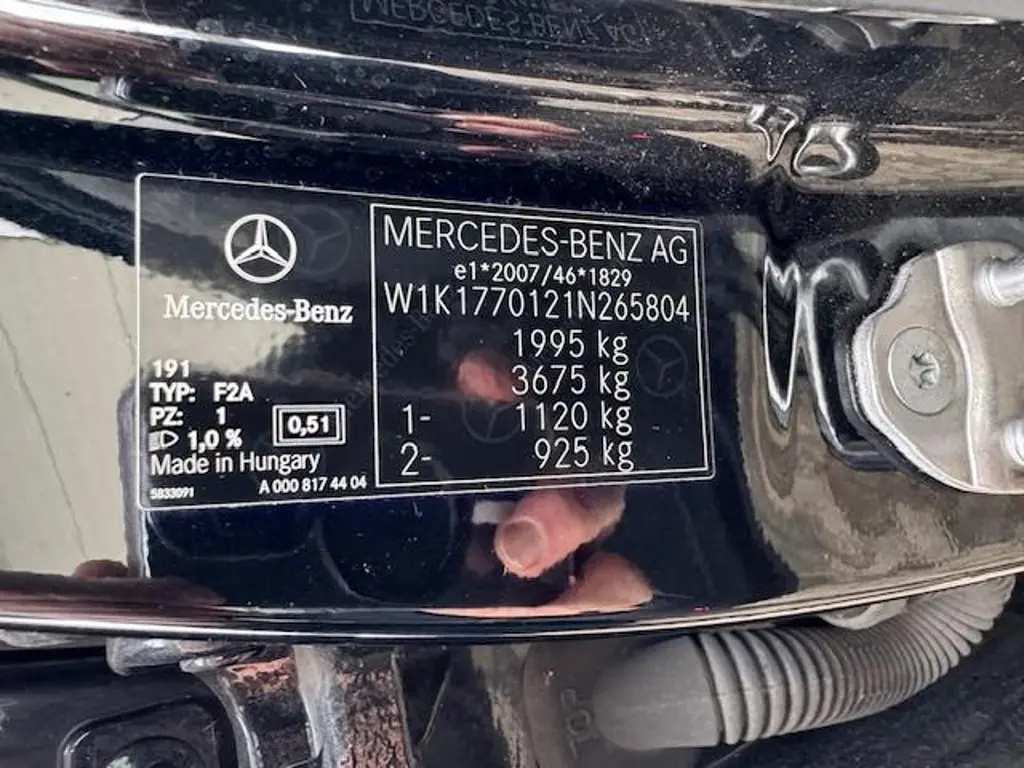 Mercedes-Benz
191
TYP: F2A
PZ: 1
1,0 %
0,51
Made in Hungary
5833091 A 000 817 44 04
MERCEDES-BENZ AG
e1*2007/46*1829
W1K1770121N265804
1995 kg
3675 kg
1- 1120 kg
2- 925 kg
TOP